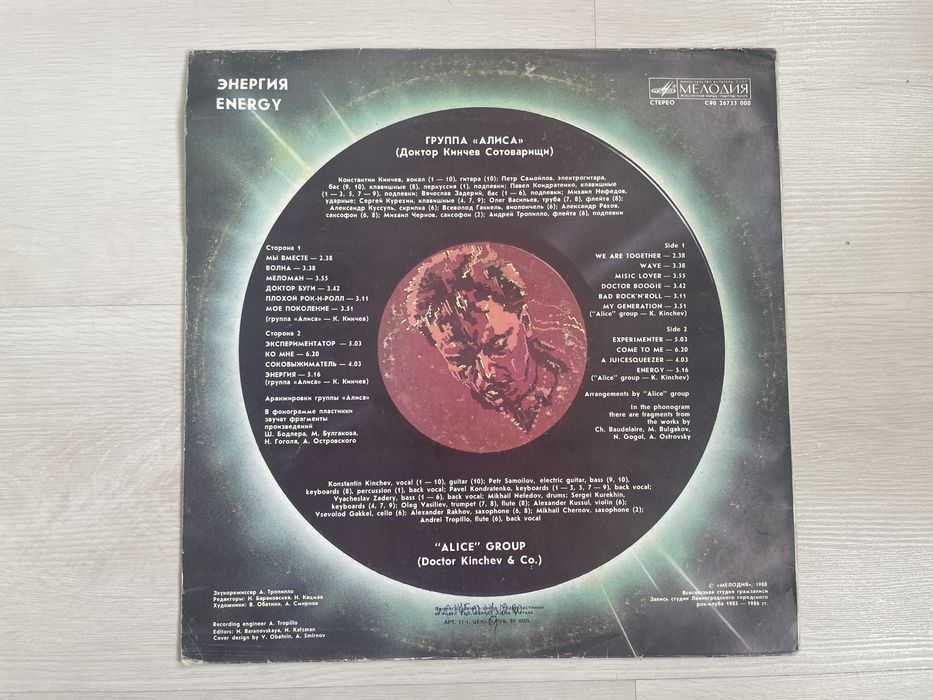 ЭНЕРГИЯ
ENERGY
МИНИСТЕРСТВО КУЛЬТУРЫ СССР
МЕЛОДИЯ
СТЕРЕО С90 26733 000
ГРУППА «АЛИСА»
(Доктор Кинчев Сотоварищи)
Константин Кинчев, вокал (1 — 10), гитара (10); Петр Самойлов, электрогитара,
бас (9, 10), клавишные (8), перкуссия (1), подпевки; Павел Кондратенко, клавишные
(1 — 3, 5, 7 — 9), подпевки; Вячеслав Задерий, бас (1 —6), подпевки; Михаил Нефедов,
ударные; Сергей Курехин, клавишные (4, 7, 9); Олег Васильев, труба (7, 8), флейта (8);
Александр Куссуль, скрипка (6); Всеволод Гаккель, виолончель (6); Александр Рахов,
саксофон (6, 8); Михаил Чернов, саксофон (2); Андрей Тропилло, флейта (6), подпевки
Сторона 1
МЫ ВМЕСТЕ — 2.38
ВОЛНА — 3.38
МЕЛОМАН — 3.55
ДОКТОР БУГИ — 3.42
ПЛОХОЙ РОК-Н-РОЛЛ — 3.11
МОЕ ПОКОЛЕНИЕ — 3.51
(группа «Алиса» — К. Кинчев)
Сторона 2
ЭКСПЕРИМЕНТАТОР — 5.03
КО МНЕ — 6.20
СОКОВЫЖИМАТЕЛЬ — 4.03
ЭНЕРГИЯ — 5.16
(группа «Алиса» — К. Кинчев)
Аранжировки группы «Алиса»
В фонограмме пластинки
звучат фрагменты
произведений
Ш. Бодлера, М. Булгакова,
Н. Гоголя, А. Островского
Side 1
WE ARE TOGETHER — 2.38
WAVE — 3.38
MISIC LOVER — 3.55
DOCTOR BOOGIE — 3.42
BAD ROCK'N'ROLL — 3.11
MY GENERATION — 3.51
("Alice" group — K. Kinchev)
Side 2
EXPERIMENTER — 5.03
COME TO ME — 6.20
A JUICESQUEEZER — 4.03
ENERGY — 5.16
("Alice" group — K. Kinchev)
Arrangements by "Alice" group
In the phonogram
there are fragments from
the works by
Ch. Baudelaire, M. Bulgakov,
N. Gogol, A. Ostrovsky
Konstantin Kinchev, vocal (1 — 10), guitar (10); Petr Samoilov, electric guitar, bass (9, 10),
keyboards (8), percussion (1), back vocal; Pavel Kondratenko, keyboards (1 — 3, 5, 7 — 9), back vocal;
Vyacheslav Zadery, bass (1 — 6), back vocal; Mikhail Nefedov, drums; Sergei Kurekhin,
keyboards (4, 7, 9); Oleg Vasiliev, trumpet (7, 8), flute (8); Alexander Kussul, violin (6);
Vsevolod Gakkel, cello (6); Alexander Rakhov, saxophone (6, 8); Mikhail Chernov, saxophone (2);
Andrei Tropillo, flute (6), back vocal
"ALICE" GROUP
(Doctor Kinchev & Co.)
Звукорежиссер А. Тропилло
Редакторы: Н. Барановская, Н. Кацман
Художники: В. Обатнин, А. Смирнов
Recording engineer A. Tropillo
Editors: N. Baranovskaya, N. Katsman
Cover design by V. Obatnin, A. Smirnov
АРТ. 11-1. ЦЕНА РУБ. 50 КОП.
© «МЕЛОДИЯ», 1988
Всесоюзная студия грамзаписи
Запись студии Ленинградского городского
рок-клуба 1985 — 1986 гг.